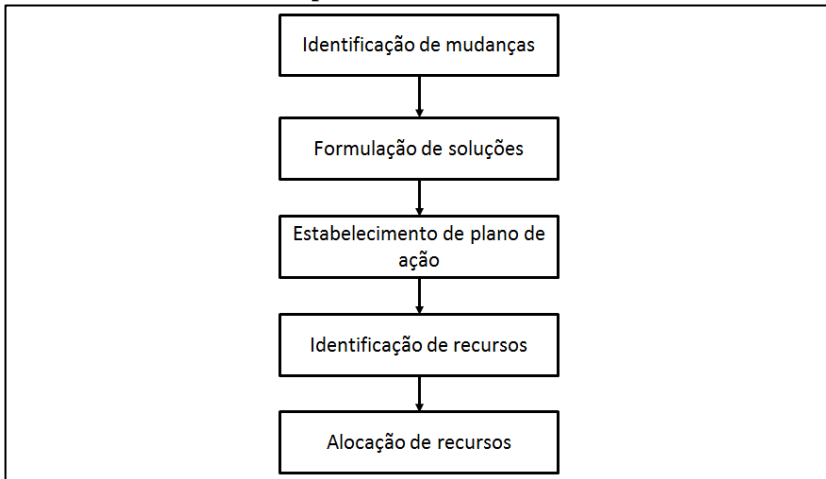 Identificação de mudanças
Formulação de soluções
Estabelecimento de plano de
ação
Identificação de recursos
Alocação de recursos